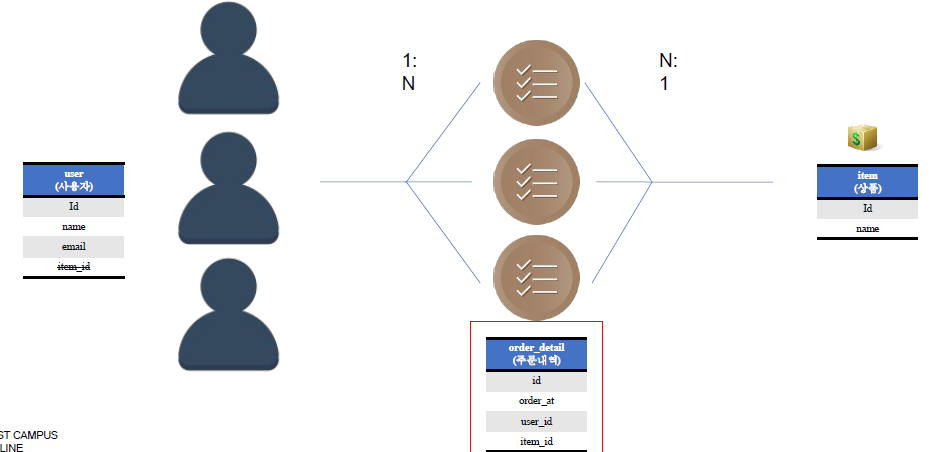 1:
N
N:
1
user
(사용자)
Id
name
email
item_id
item
(상품)
Id
name
order_detail
(주문내역)
id
order_at
user_id
item_id
ST CAMPUS
LINE